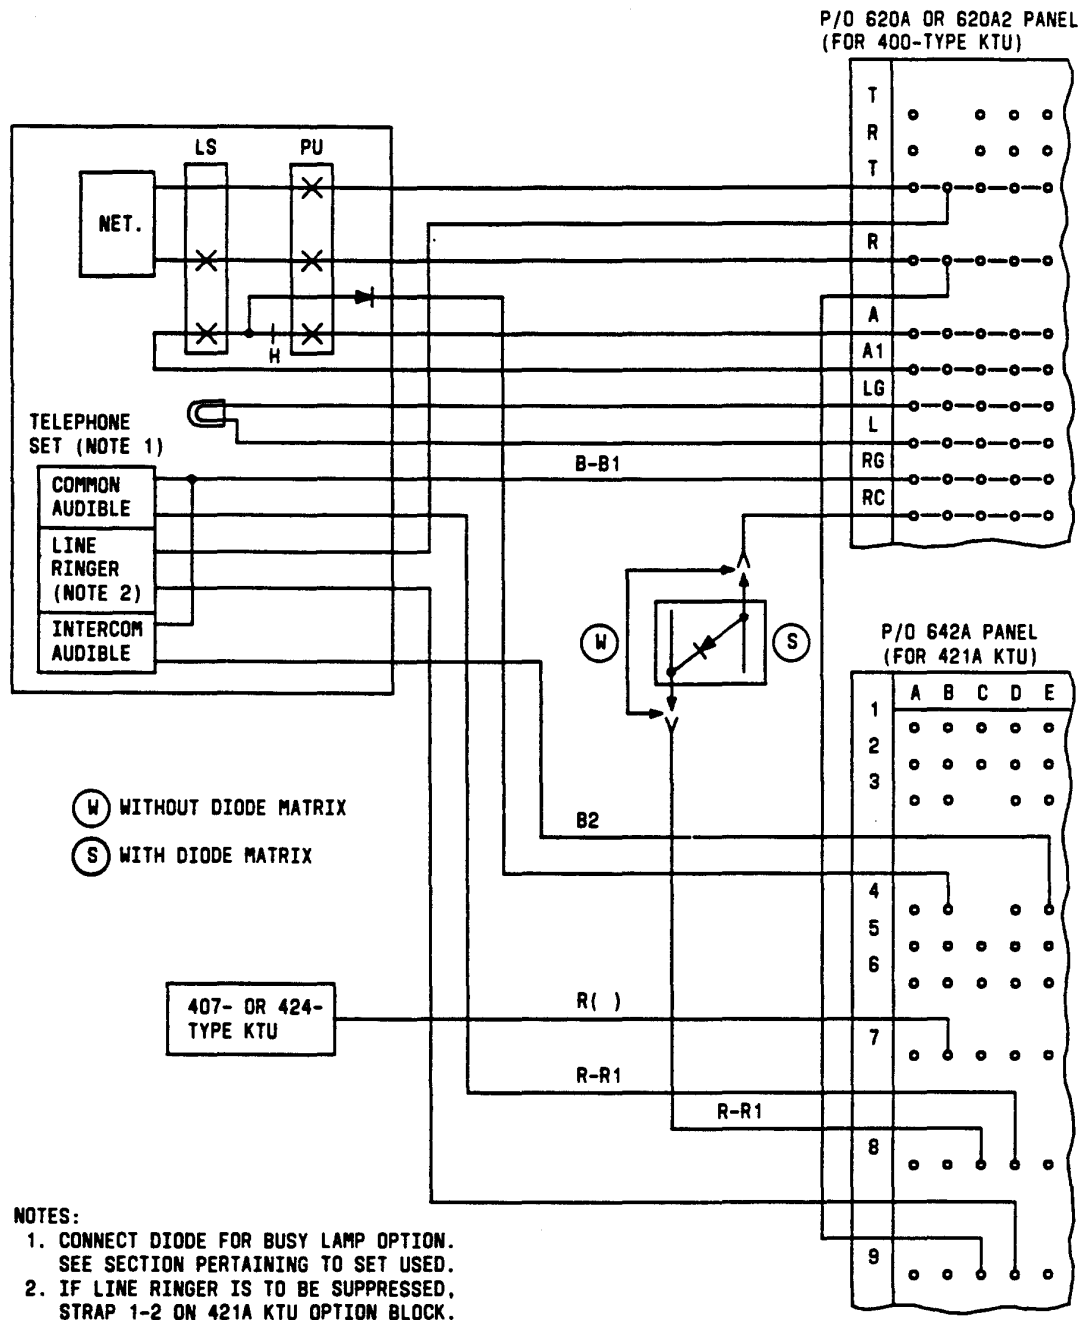 P/O 620A OR 620A2 PANEL
(FOR 400-TYPE KTU)
T
R
T
R
A
A1
LG
L
RG
RC
LS
PU
NET.
H
TELEPHONE
SET (NOTE 1)
COMMON
AUDIBLE
LINE
RINGER
(NOTE 2)
INTERCOM
AUDIBLE
B-B1
W
S
P/O 642A PANEL
(FOR 421A KTU)
A B C D E
1
2
3
4
5
6
7
8
9
W WITHOUT DIODE MATRIX
S WITH DIODE MATRIX
B2
407- OR 424-
TYPE KTU
R( )
R-R1
R-R1
NOTES:
1. CONNECT DIODE FOR BUSY LAMP OPTION.
SEE SECTION PERTAINING TO SET USED.
2. IF LINE RINGER IS TO BE SUPPRESSED,
STRAP 1-2 ON 421A KTU OPTION BLOCK.